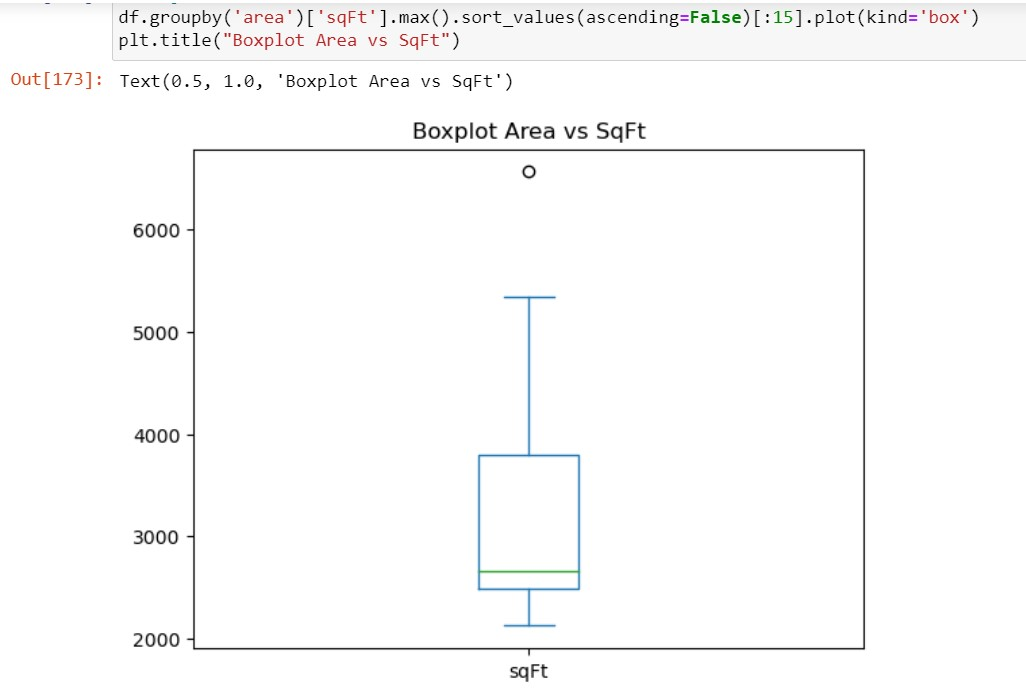 df.groupby('area')['sqFt'].max().sort_values(ascending=False)[:15].plot(kind='box')
plt.title("Boxplot Area vs SqFt")
Out[173]: Text(0.5, 1.0, 'Boxplot Area vs SqFt')
Boxplot Area vs SqFt
6000
5000
4000
3000
2000
sqFt